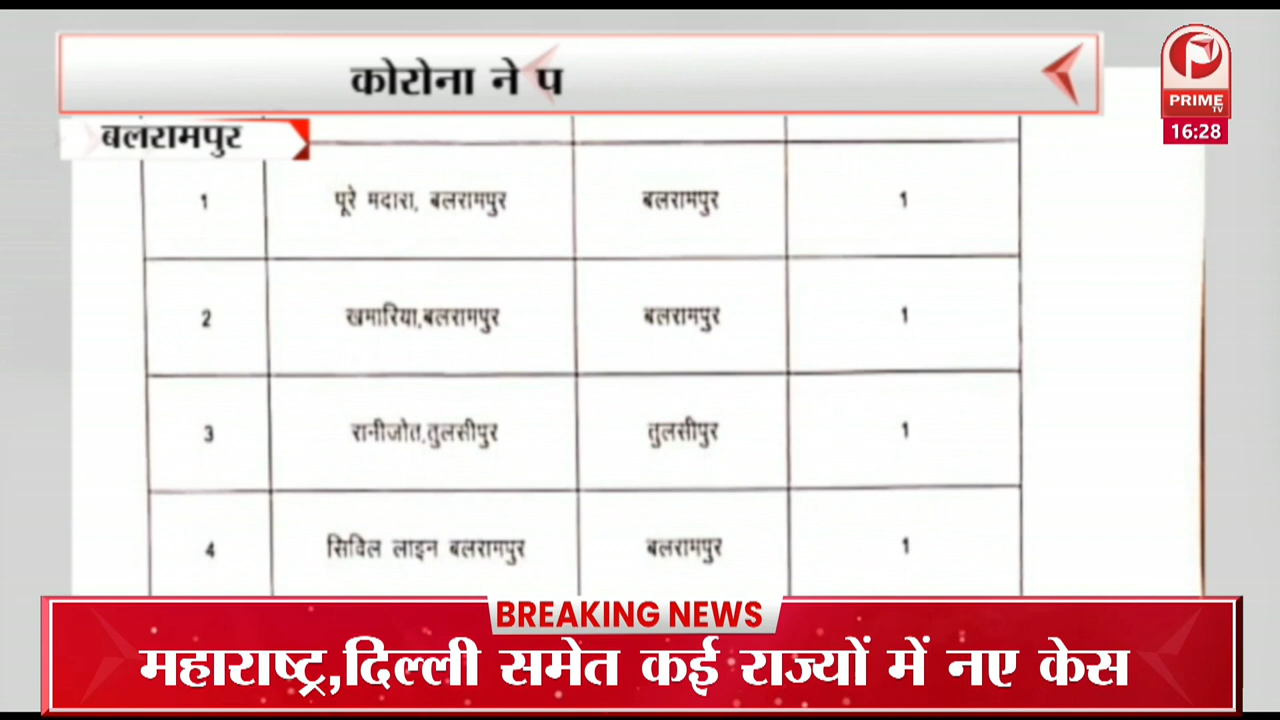 कोरोना ने प
PRIME
TV
16:28
बलरामपुर
1 पूरे मदारा, बलरामपुर बलरामपुर 1
2 खमारिया,बलरामपुर बलरामपुर 1
3 रानीजोत,तुलसीपुर तुलसीपुर 1
4 सिविल लाइन बलरामपुर बलरामपुर 1
BREAKING NEWS
महाराष्ट्र,दिल्ली समेत कई राज्यों में नए केस